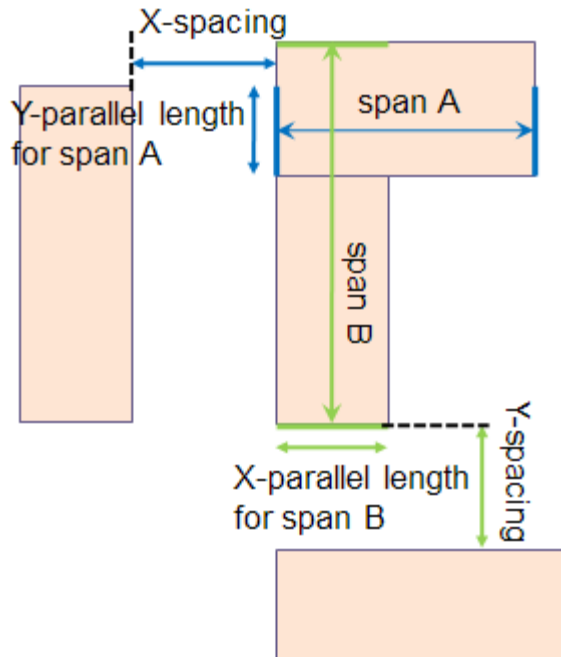 X-spacing
Y-parallel length
for span A
span A
span B
X-parallel length
for span B
Y-spacing